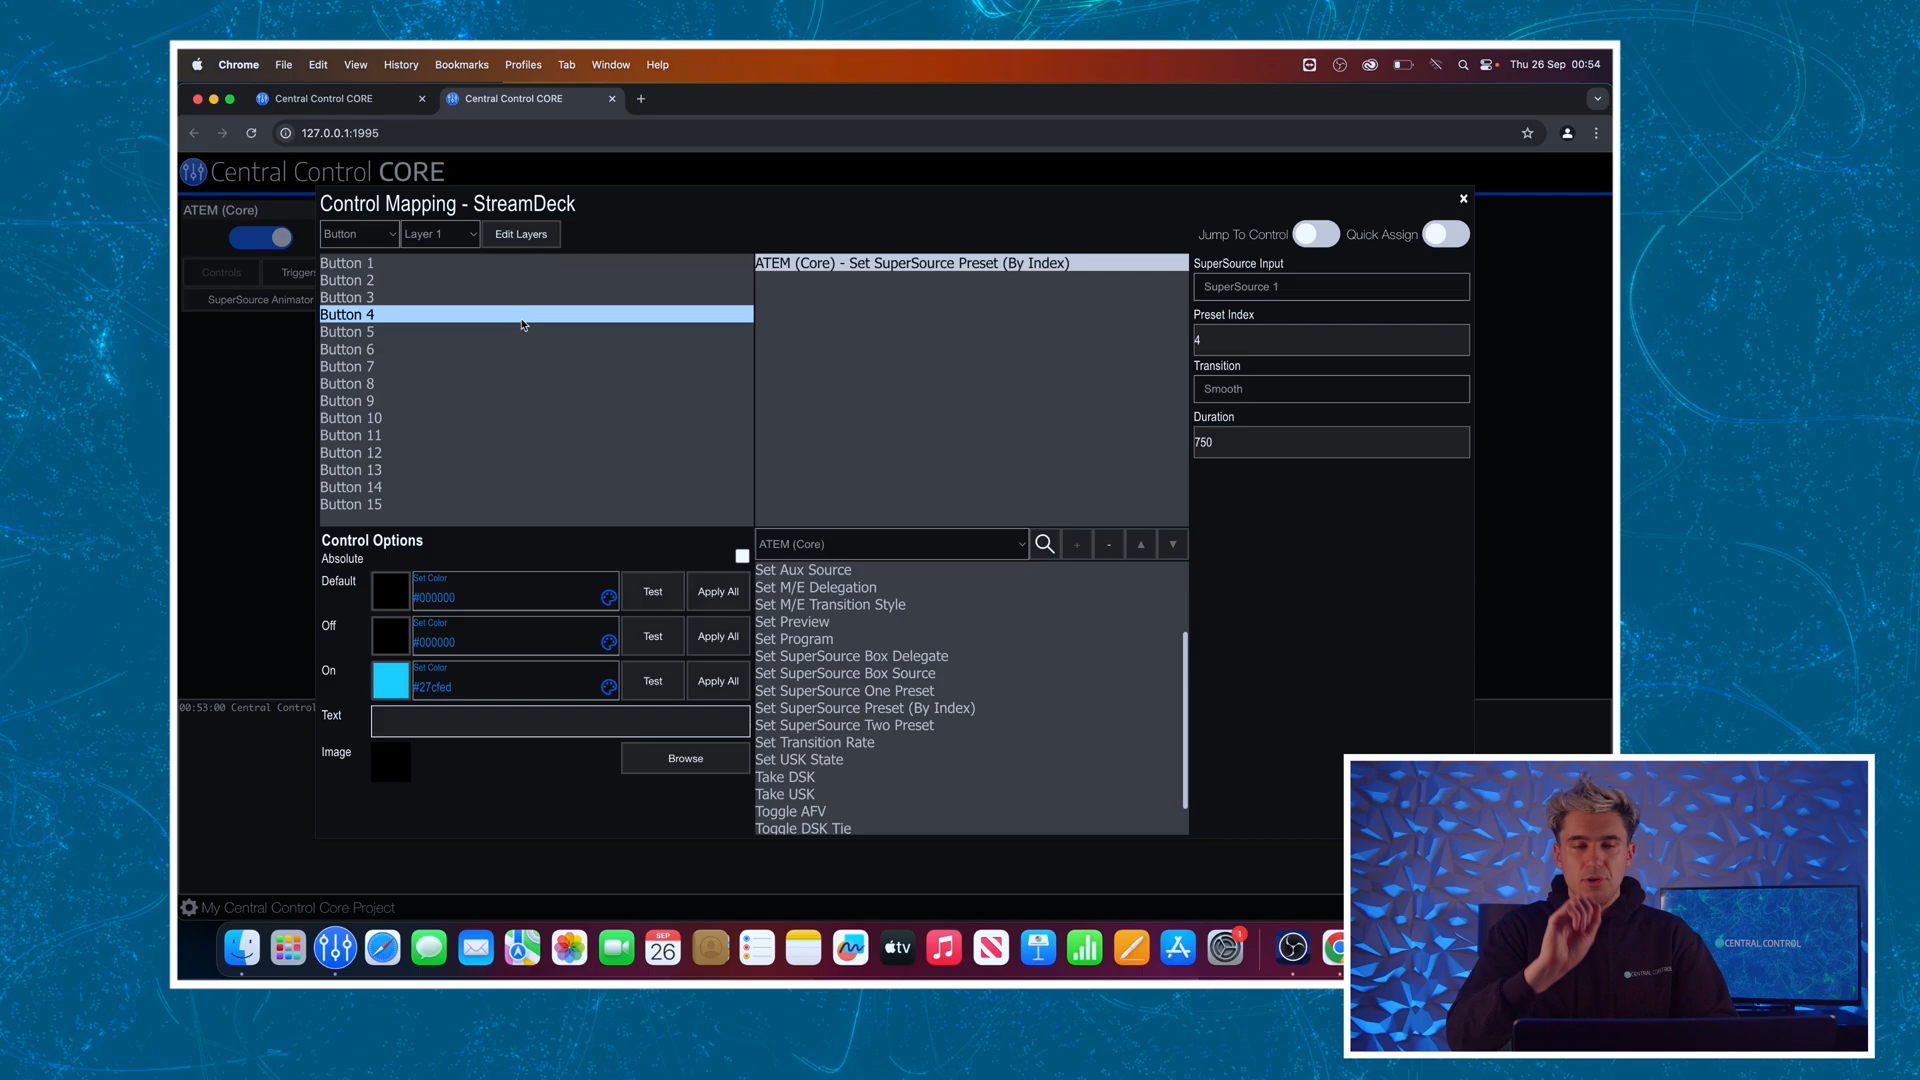 Chrome File Edit View History Bookmarks Profiles Tab Window Help
Thu 26 Sep 00:54
Central Control CORE
Central Control CORE
127.0.0.1:1995
Central Control CORE
ATEM (Core)
Controls
Triggers
SuperSource Animator
Control Mapping - StreamDeck
x
Button
Layer 1
Edit Layers
Jump To Control
Quick Assign
Button 1
Button 2
Button 3
Button 4
Button 5
Button 6
Button 7
Button 8
Button 9
Button 10
Button 11
Button 12
Button 13
Button 14
Button 15
ATEM (Core) - Set SuperSource Preset (By Index)
SuperSource Input
SuperSource 1
Preset Index
4
Transition
Smooth
Duration
750
Control Options
Absolute
Default
Set Color
#000000
Test
Apply All
Off
Set Color
#000000
Test
Apply All
On
Set Color
#27cfed
Test
Apply All
Text
Image
Browse
ATEM (Core)
+
-
Set Aux Source
Set M/E Delegation
Set M/E Transition Style
Set Preview
Set Program
Set SuperSource Box Delegate
Set SuperSource Box Source
Set SuperSource One Preset
Set SuperSource Preset (By Index)
Set SuperSource Two Preset
Set Transition Rate
Set USK State
Take DSK
Take USK
Toggle AFV
Toggle DSK Tie
00:53:00 Central Control
My Central Control Core Project
SEP
26
tv
1
CENTRAL CONTROL
CENTRAL CONTROL